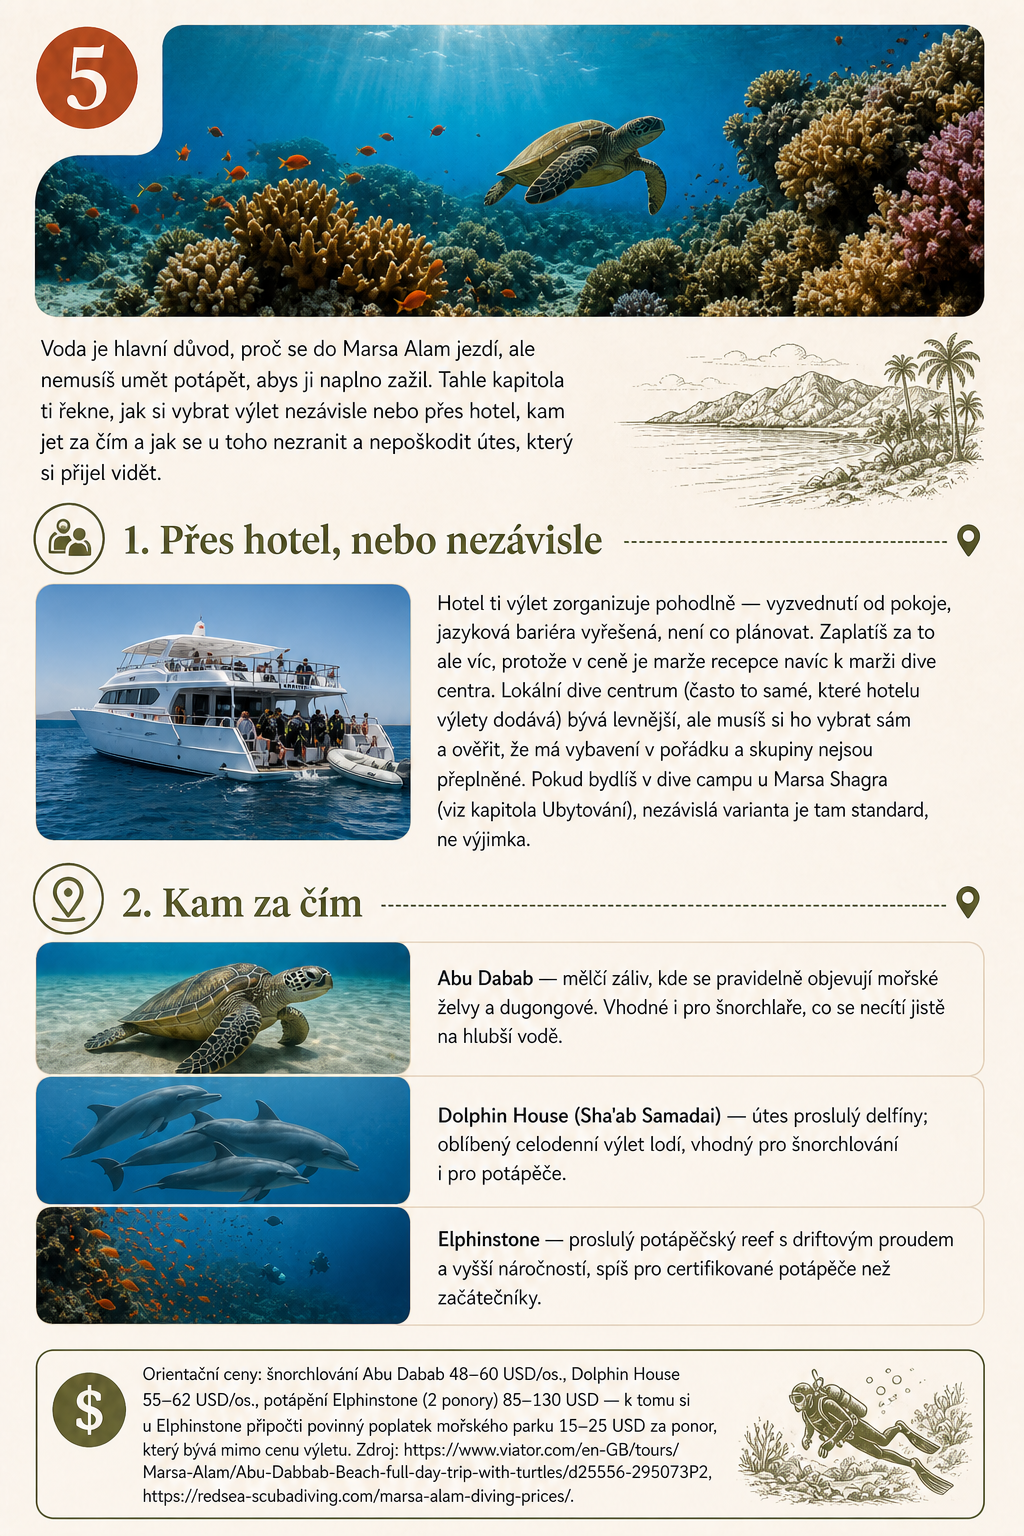 5
Voda je hlavní důvod, proč se do Marsa Alam jezdí, ale
nemusíš umět potápět, abys ji naplno zažil. Tahle kapitola
ti řekne, jak si vybrat výlet nezávisle nebo přes hotel, kam
jet za čím a jak se u toho nezranit a nepoškodit útes, který
si přijel vidět.
1. Přes hotel, nebo nezávisle
Hotel ti výlet zorganizuje pohodlně — vyzvednutí od pokoje,
jazyková bariéra vyřešená, není co plánovat. Zaplatíš za to
ale víc, protože v ceně je marže recepce navíc k marži dive
centra. Lokální dive centrum (často to samé, které hotelu
výlety dodává) bývá levnější, ale musíš si ho vybrat sám
a ověřit, že má vybavení v pořádku a skupiny nejsou
přeplněné. Pokud bydlíš v dive campu u Marsa Shagra
(viz kapitola Ubytování), nezávislá varianta je tam standard,
ne výjimka.
2. Kam za čím
Abu Dabab — mělčí záliv, kde se pravidelně objevují mořské
želvy a dugongové. Vhodné i pro šnorchlaře, co se necítí jistě
na hlubší vodě.
Dolphin House (Sha'ab Samadai) — útes proslulý delfíny;
oblíbený celodenní výlet lodí, vhodný pro šnorchlování
i pro potápěče.
Elphinstone — proslulý potápěčský reef s driftovým proudem
a vyšší náročností, spíš pro certifikované potápěče než
začátečníky.
$
Orientační ceny: šnorchlování Abu Dabab 48–60 USD/os., Dolphin House
55–62 USD/os., potápění Elphinstone (2 ponory) 85–130 USD — k tomu si
u Elphinstone připočti povinný poplatek mořského parku 15–25 USD za ponor,
který bývá mimo cenu výletu. Zdroj: https://www.viator.com/en-GB/tours/
Marsa-Alam/Abu-Dabbab-Beach-full-day-trip-with-turtles/d25556-295073P2,
https://redsea-scubadiving.com/marsa-alam-diving-prices/.